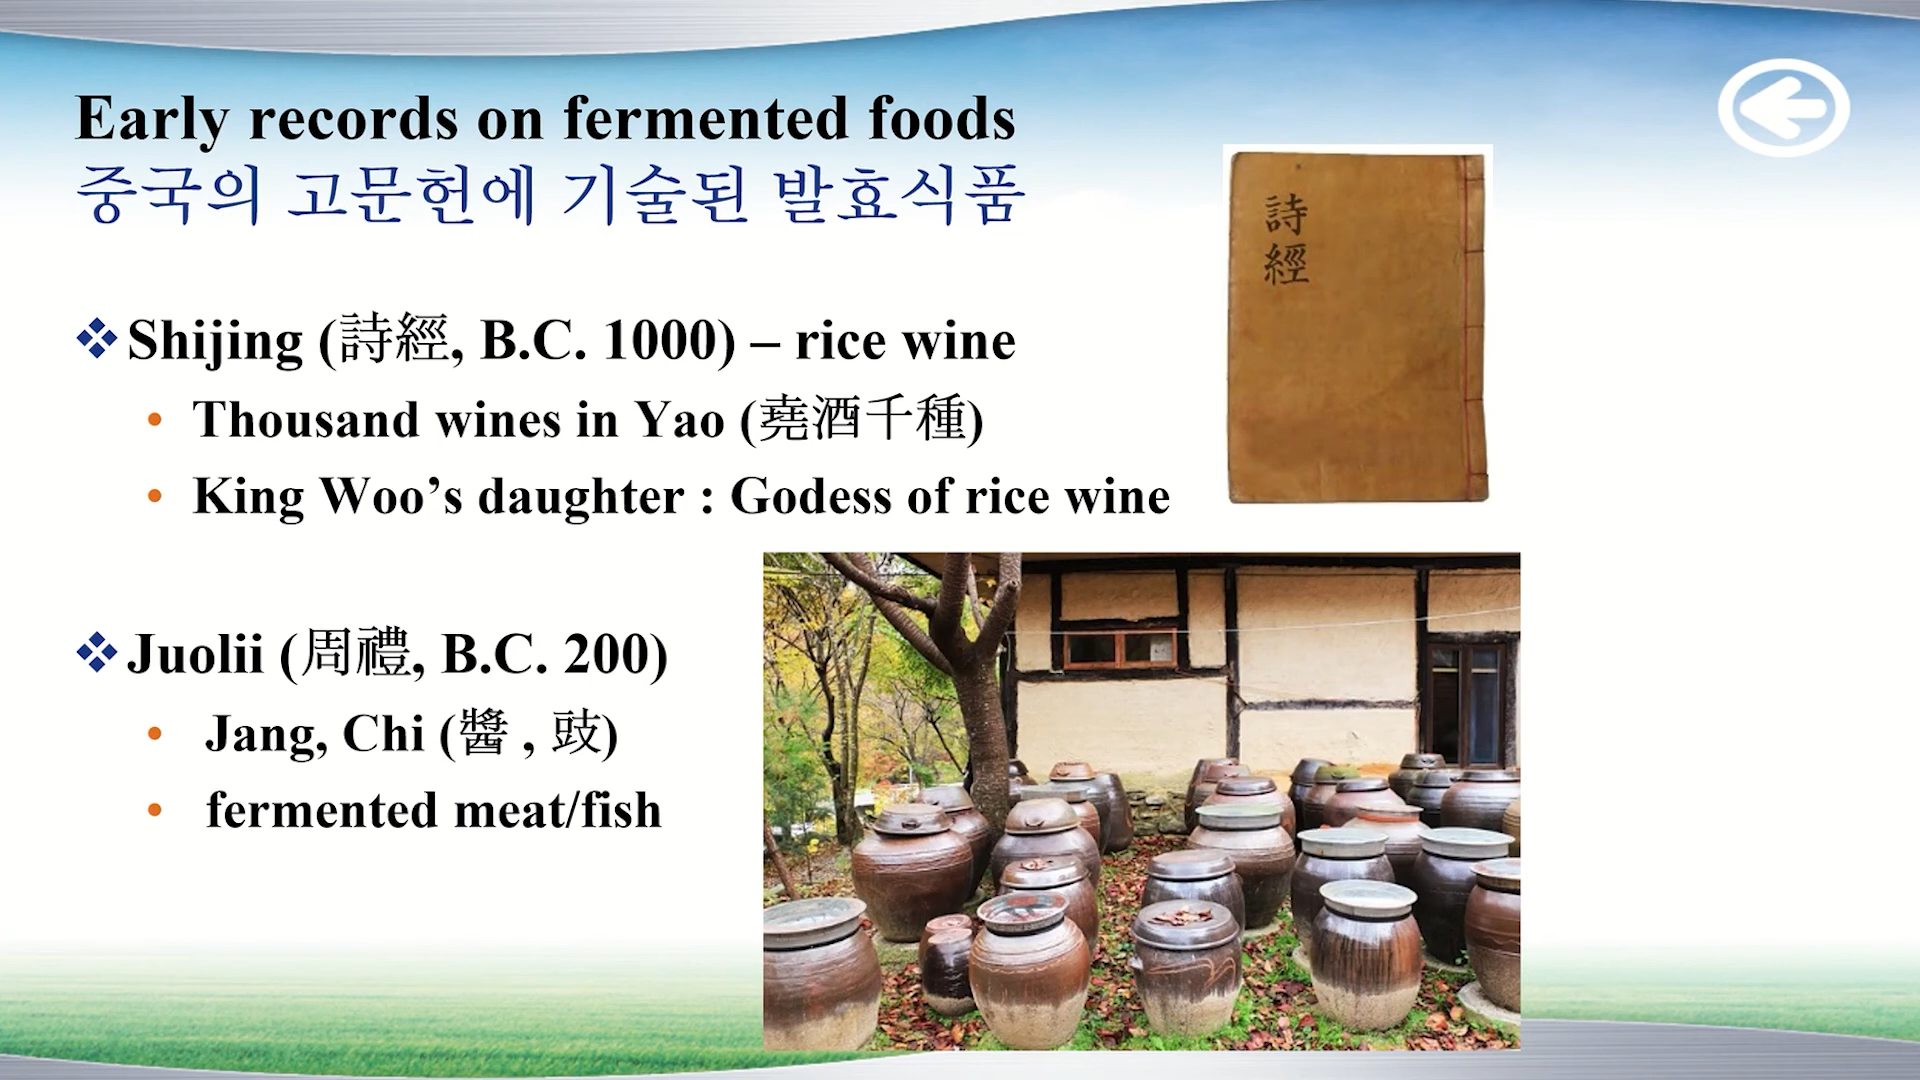 Early records on fermented foods
중국의 고문헌에 기술된 발효식품
Shijing (詩經, B.C. 1000) – rice wine
Thousand wines in Yao (堯酒千種)
King Woo’s daughter : Godess of rice wine
詩
經
Juolii (周禮, B.C. 200)
Jang, Chi (醬 , 豉)
fermented meat/fish